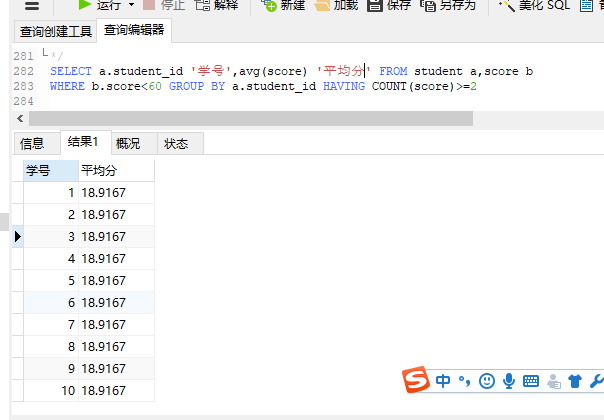 运行 停止 解释 新建 加载 保存 另存为 美化 SQL
查询创建工具 查询编辑器
281 */
282 SELECT a.student_id '学号',avg(score) '平均分' FROM student a,score b
283 WHERE b.score<60 GROUP BY a.student_id HAVING COUNT(score)>=2
284
信息 结果1 概况 状态
学号 平均分
1 18.9167
2 18.9167
3 18.9167
4 18.9167
5 18.9167
6 18.9167
7 18.9167
8 18.9167
9 18.9167
10 18.9167
S 中